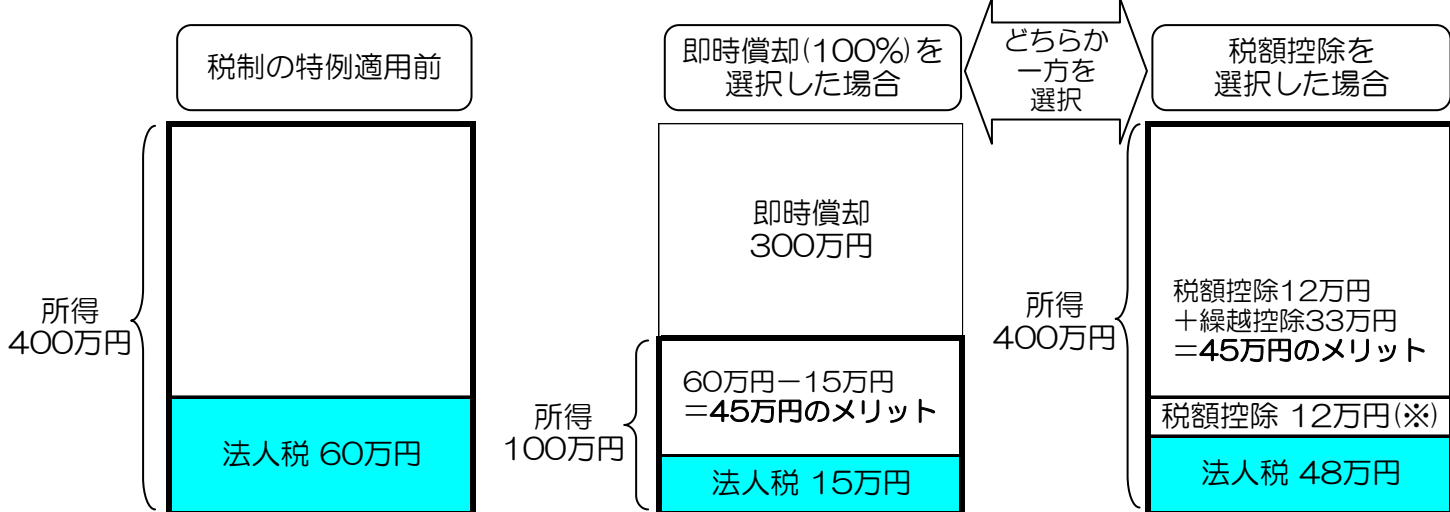 税制の特例適用前
所得
400万円
法人税 60万円
即時償却(100%)を
選択した場合
即時償却
300万円
所得
100万円
60万円－15万円
＝45万円のメリット
法人税 15万円
どちらか
一方を
選択
税額控除を
選択した場合
所得
400万円
税額控除12万円
＋繰越控除33万円
＝45万円のメリット
税額控除 12万円(※)
法人税 48万円